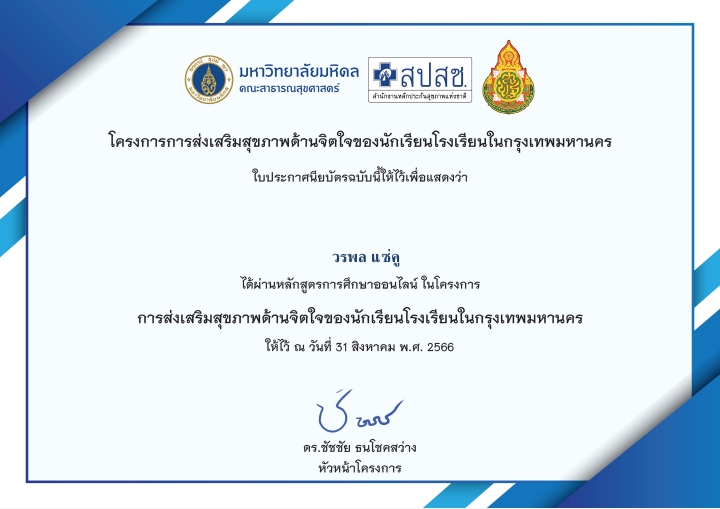 มหาวิทยาลัยมหิดล
คณะสาธารณสุขศาสตร์
สปสช.
สำนักงานหลักประกันสุขภาพแห่งชาติ
โครงการการส่งเสริมสุขภาพด้านจิตใจของนักเรียนโรงเรียนในกรุงเทพมหานคร
ใบประกาศนียบัตรฉบับนี้ให้ไว้เพื่อแสดงว่า
วรพล แซ่คู
ได้ผ่านหลักสูตรการศึกษาออนไลน์ ในโครงการ
การส่งเสริมสุขภาพด้านจิตใจของนักเรียนโรงเรียนในกรุงเทพมหานคร
ให้ไว้ ณ วันที่ 31 สิงหาคม พ.ศ. 2566
ดร.ชัชชัย ธนโชคสว่าง
หัวหน้าโครงการ